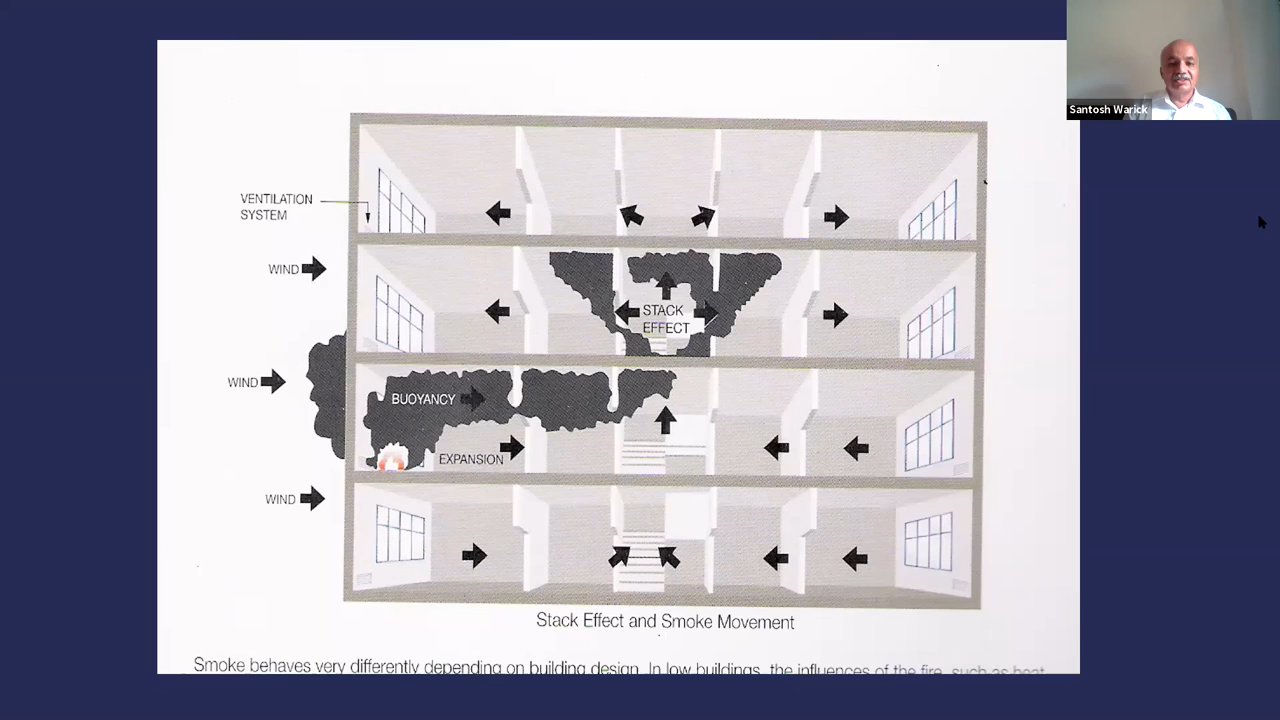 Santosh Warick
VENTILATION
SYSTEM
WIND
STACK
EFFECT
WIND
BUOYANCY
EXPANSION
WIND
Stack Effect and Smoke Movement
Smoke behaves very differently depending on building design. In low buildings, the influences of the fire, such as heat